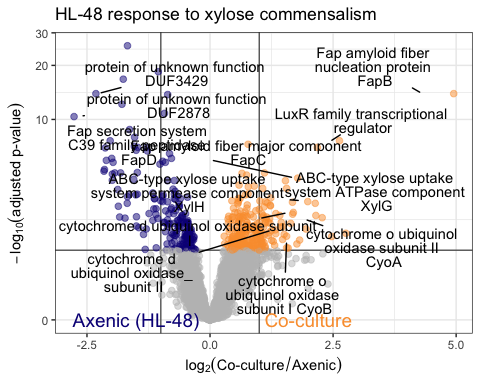 HL-48 response to xylose commensalism
30
20
10
0
−log10(adjusted p-value)
protein of unknown function
DUF3429
protein of unknown function
DUF2878
Fap secretion system
C39 family peptidase
FapD
Fap amyloid fiber major component
FapC
Fap amyloid fiber
nucleation protein
FapB
LuxR family transcriptional
regulator
ABC-type xylose uptake
system permease component
XylH
ABC-type xylose uptake
system ATPase component
XylG
cytochrome d ubiquinol oxidase subunit
cytochrome o ubiquinol
oxidase subunit II
CyoA
cytochrome d
ubiquinol oxidase
subunit II
cytochrome o
ubiquinol oxidase
subunit I CyoB
Axenic (HL-48)
Co-culture
-2.5
0.0
2.5
5.0
log2(Co-culture/Axenic)